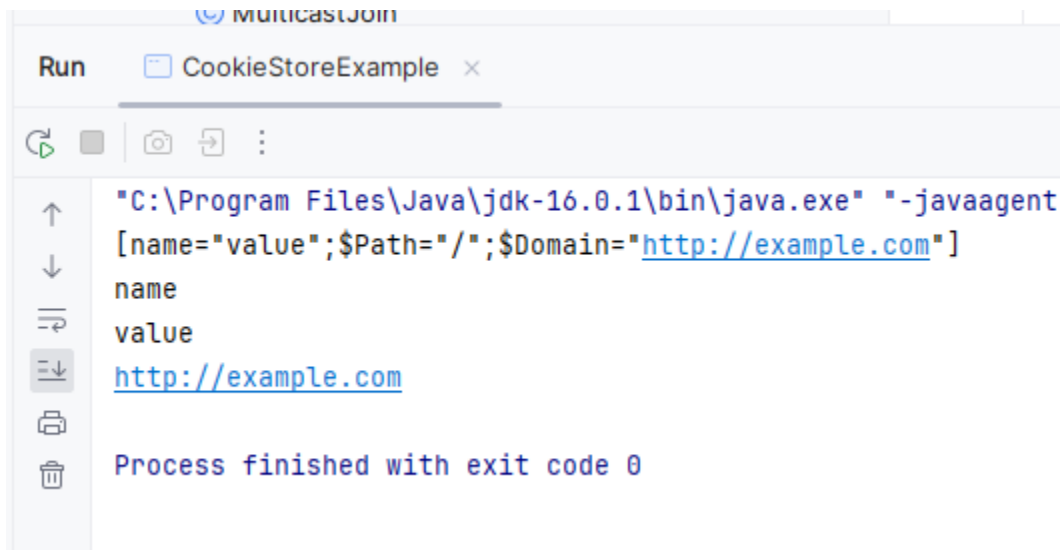 MulticastJoin
Run CookieStoreExample
"C:\Program Files\Java\jdk-16.0.1\bin\java.exe" "-javaagent
[name="value";$Path="/";$Domain="http://example.com"]
name
value
http://example.com
Process finished with exit code 0